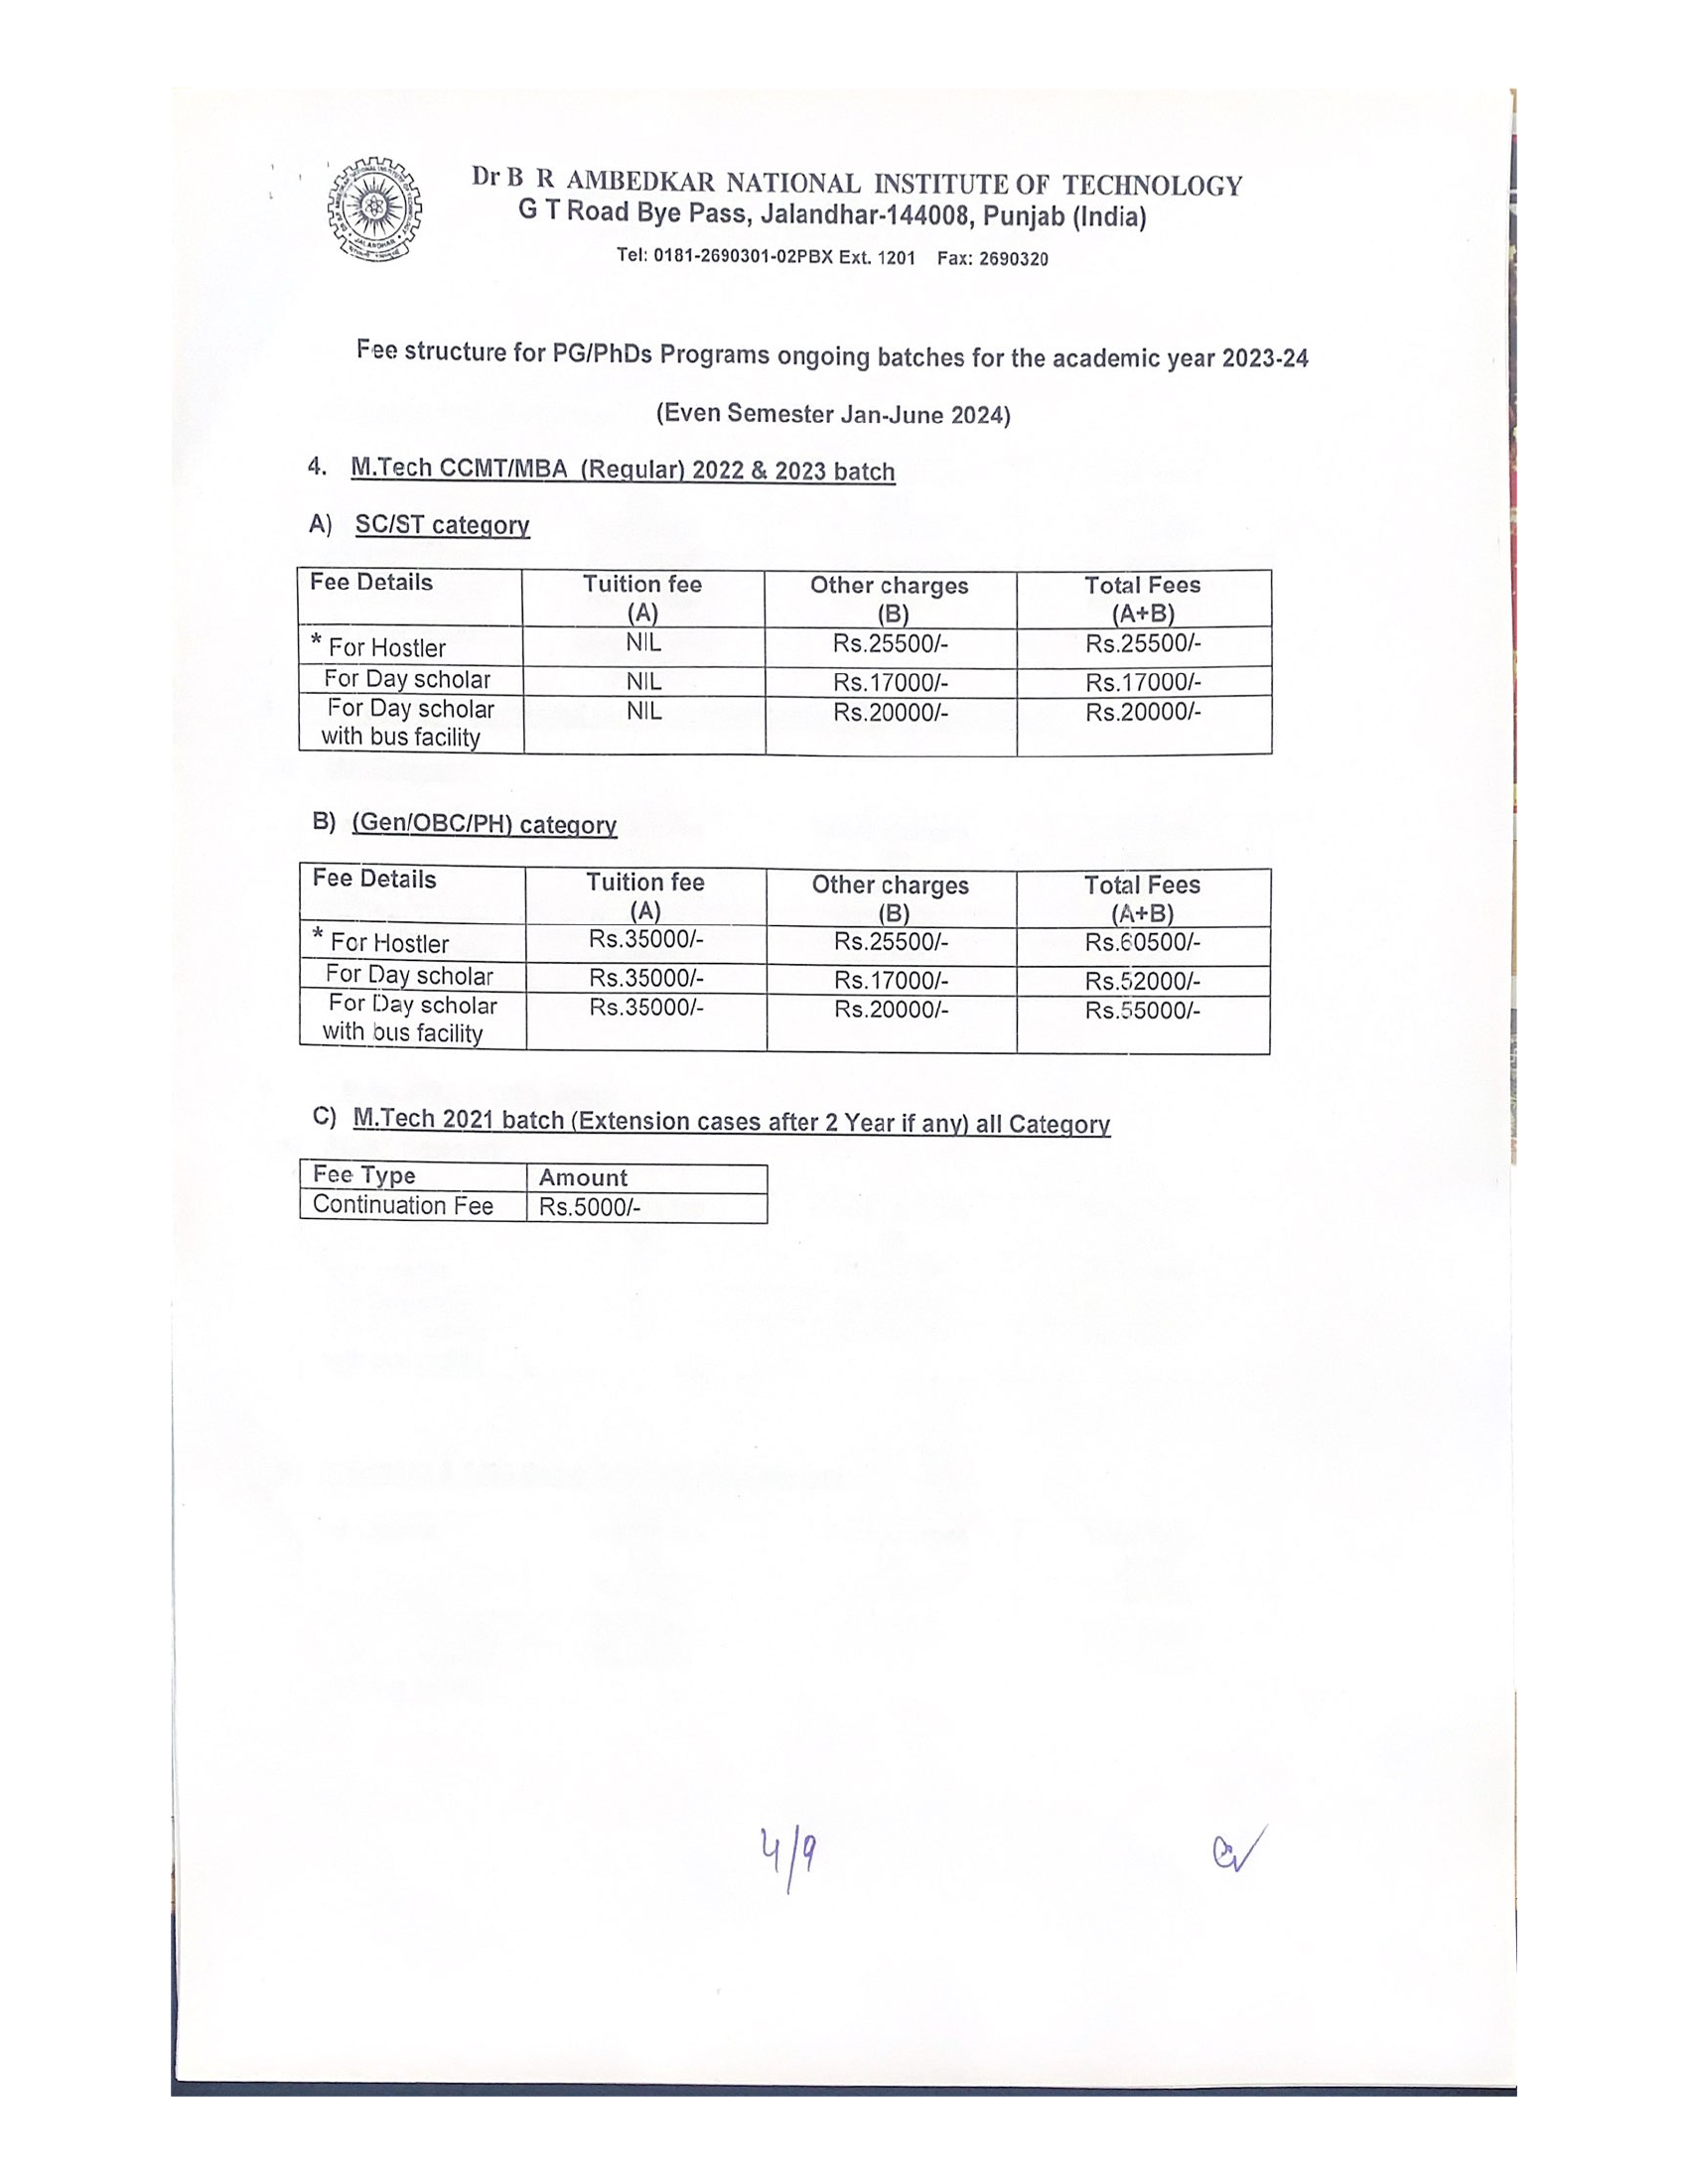 Dr B R AMBEDKAR NATIONAL INSTITUTE OF TECHNOLOGY
G T Road Bye Pass, Jalandhar-144008, Punjab (India)
Tel: 0181-2690301-02PBX Ext. 1201 Fax: 2690320
Fee structure for PG/PhDs Programs ongoing batches for the academic year 2023-24
(Even Semester Jan-June 2024)
4. M.Tech CCMT/MBA (Regular) 2022 & 2023 batch
A) SC/ST category
Fee Details Tuition fee Other charges Total Fees
(A) (B) (A+B)
* For Hostler NIL Rs.25500/- Rs.25500/-
For Day scholar NIL Rs.17000/- Rs.17000/-
For Day scholar NIL Rs.20000/- Rs.20000/-
with bus facility
B) (Gen/OBC/PH) category
Fee Details Tuition fee Other charges Total Fees
(A) (B) (A+B)
* For Hostler Rs.35000/- Rs.25500/- Rs.60500/-
For Day scholar Rs.35000/- Rs.17000/- Rs.52000/-
For Day scholar Rs.35000/- Rs.20000/- Rs.55000/-
with bus facility
C) M.Tech 2021 batch (Extension cases after 2 Year if any) all Category
Fee Type Amount
Continuation Fee Rs.5000/-
4/9